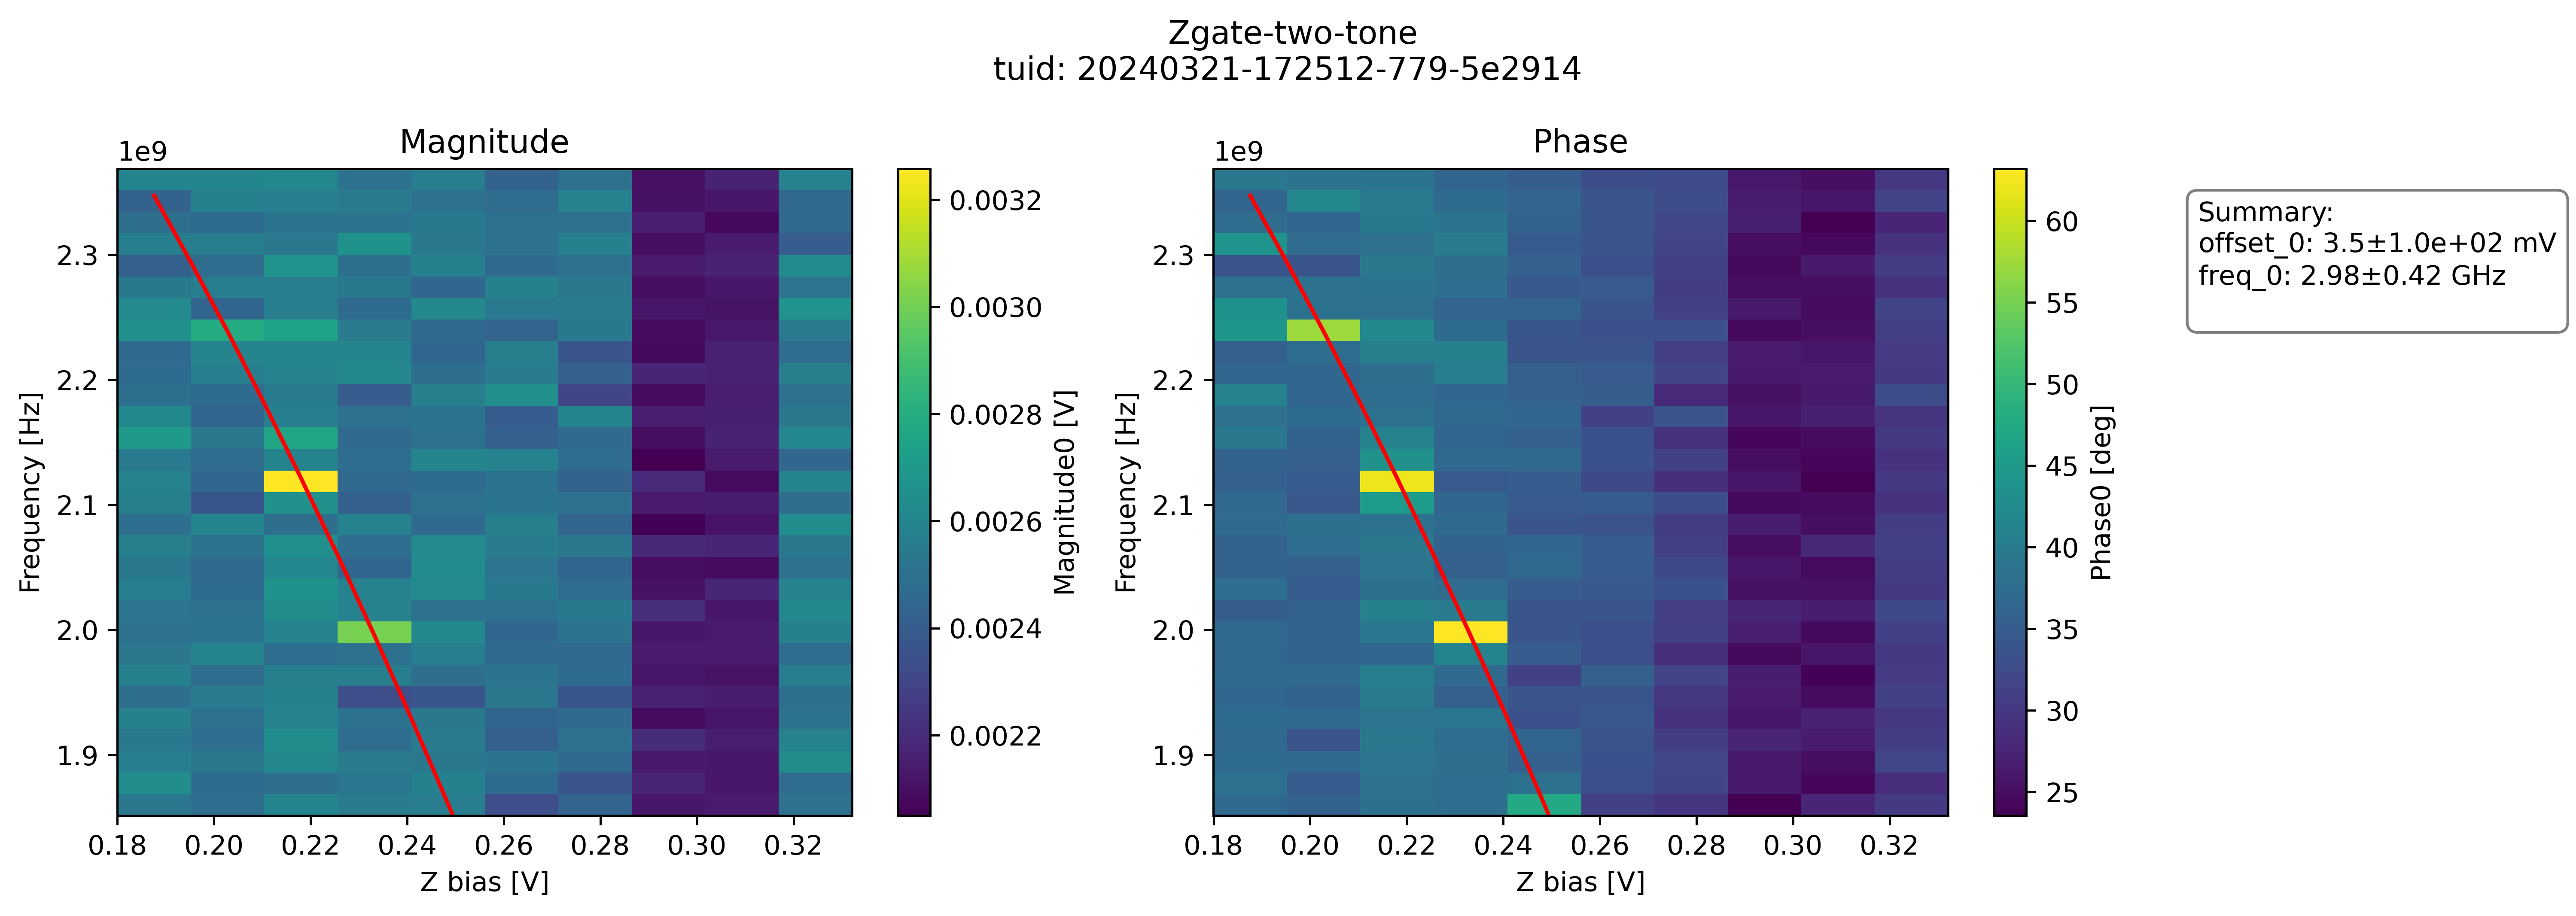 Zgate-two-tone
tuid: 20240321-172512-779-5e2914
Magnitude
1e9
2.3
2.2
2.1
2.0
1.9
Frequency [Hz]
0.18 0.20 0.22 0.24 0.26 0.28 0.30 0.32
Z bias [V]
0.0032
0.0030
0.0028
0.0026
0.0024
0.0022
Magnitude0 [V]
Phase
1e9
2.3
2.2
2.1
2.0
1.9
Frequency [Hz]
0.18 0.20 0.22 0.24 0.26 0.28 0.30 0.32
Z bias [V]
60
55
50
45
40
35
30
25
Phase0 [deg]
Summary:
offset_0: 3.5±1.0e+02 mV
freq_0: 2.98±0.42 GHz